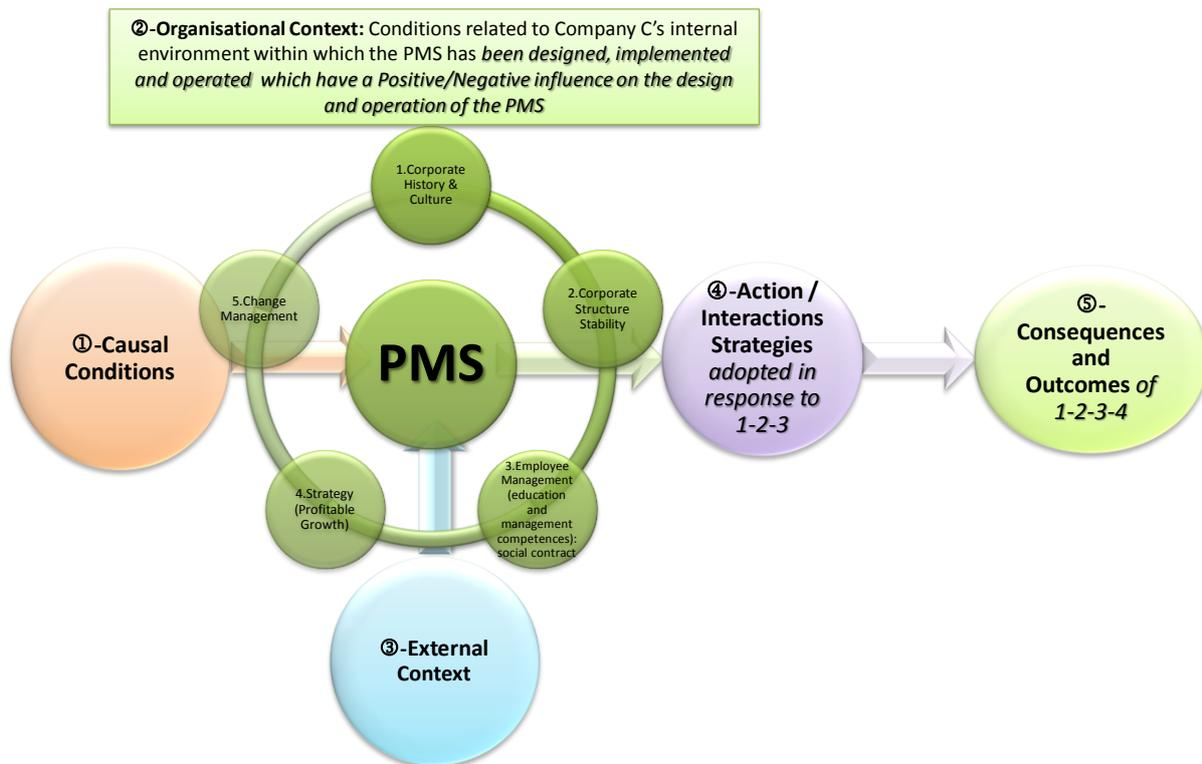 ②-Organisational Context: Conditions related to Company C's internal
environment within which the PMS has been designed, implemented
and operated which have a Positive/Negative influence on the design
and operation of the PMS
1.Corporate
History &
Culture
5.Change
Management
2.Corporate
Structure
Stability
①-Causal
Conditions
PMS
④-Action /
Interactions
Strategies
adopted in
response to
1-2-3
⑤-
Consequences
and
Outcomes of
1-2-3-4
4.Strategy
(Profitable
Growth)
3.Employee
Management
(education
and
management
competences):
social contract
③-External
Context